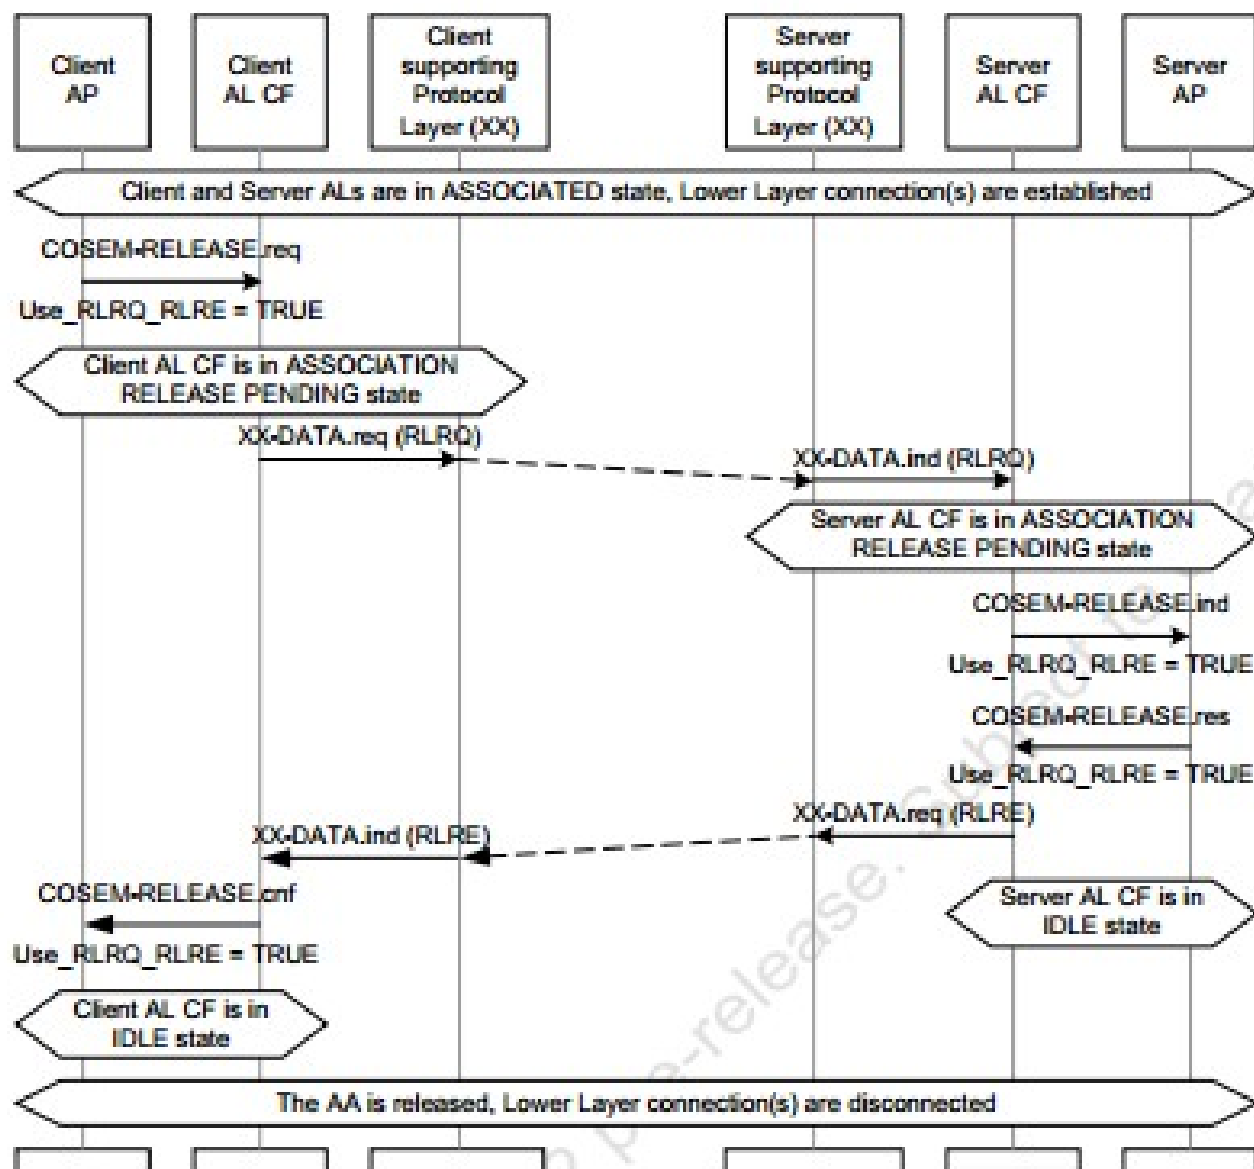 Client
AP
Client
AL CF
Client
supporting
Protocol
Layer (XX)
Server
supporting
Protocol
Layer (XX)
Server
AL CF
Server
AP
Client and Server ALs are in ASSOCIATED state, Lower Layer connection(s) are established
COSEM-RELEASE.req
Use_RLRQ_RLRE = TRUE
Client AL CF is in ASSOCIATION
RELEASE PENDING state
XX-DATA.req (RLRQ)
XX-DATA.ind (RLRQ)
Server AL CF is in ASSOCIATION
RELEASE PENDING state
COSEM-RELEASE.ind
Use_RLRQ_RLRE = TRUE
COSEM-RELEASE.res
Use_RLRQ_RLRE = TRUE
XX-DATA.req (RLRE)
XX-DATA.ind (RLRE)
COSEM-RELEASE.cnf
Use_RLRQ_RLRE = TRUE
Server AL CF is in
IDLE state
Client AL CF is in
IDLE state
The AA is released, Lower Layer connection(s) are disconnected
pre-release. Subject to